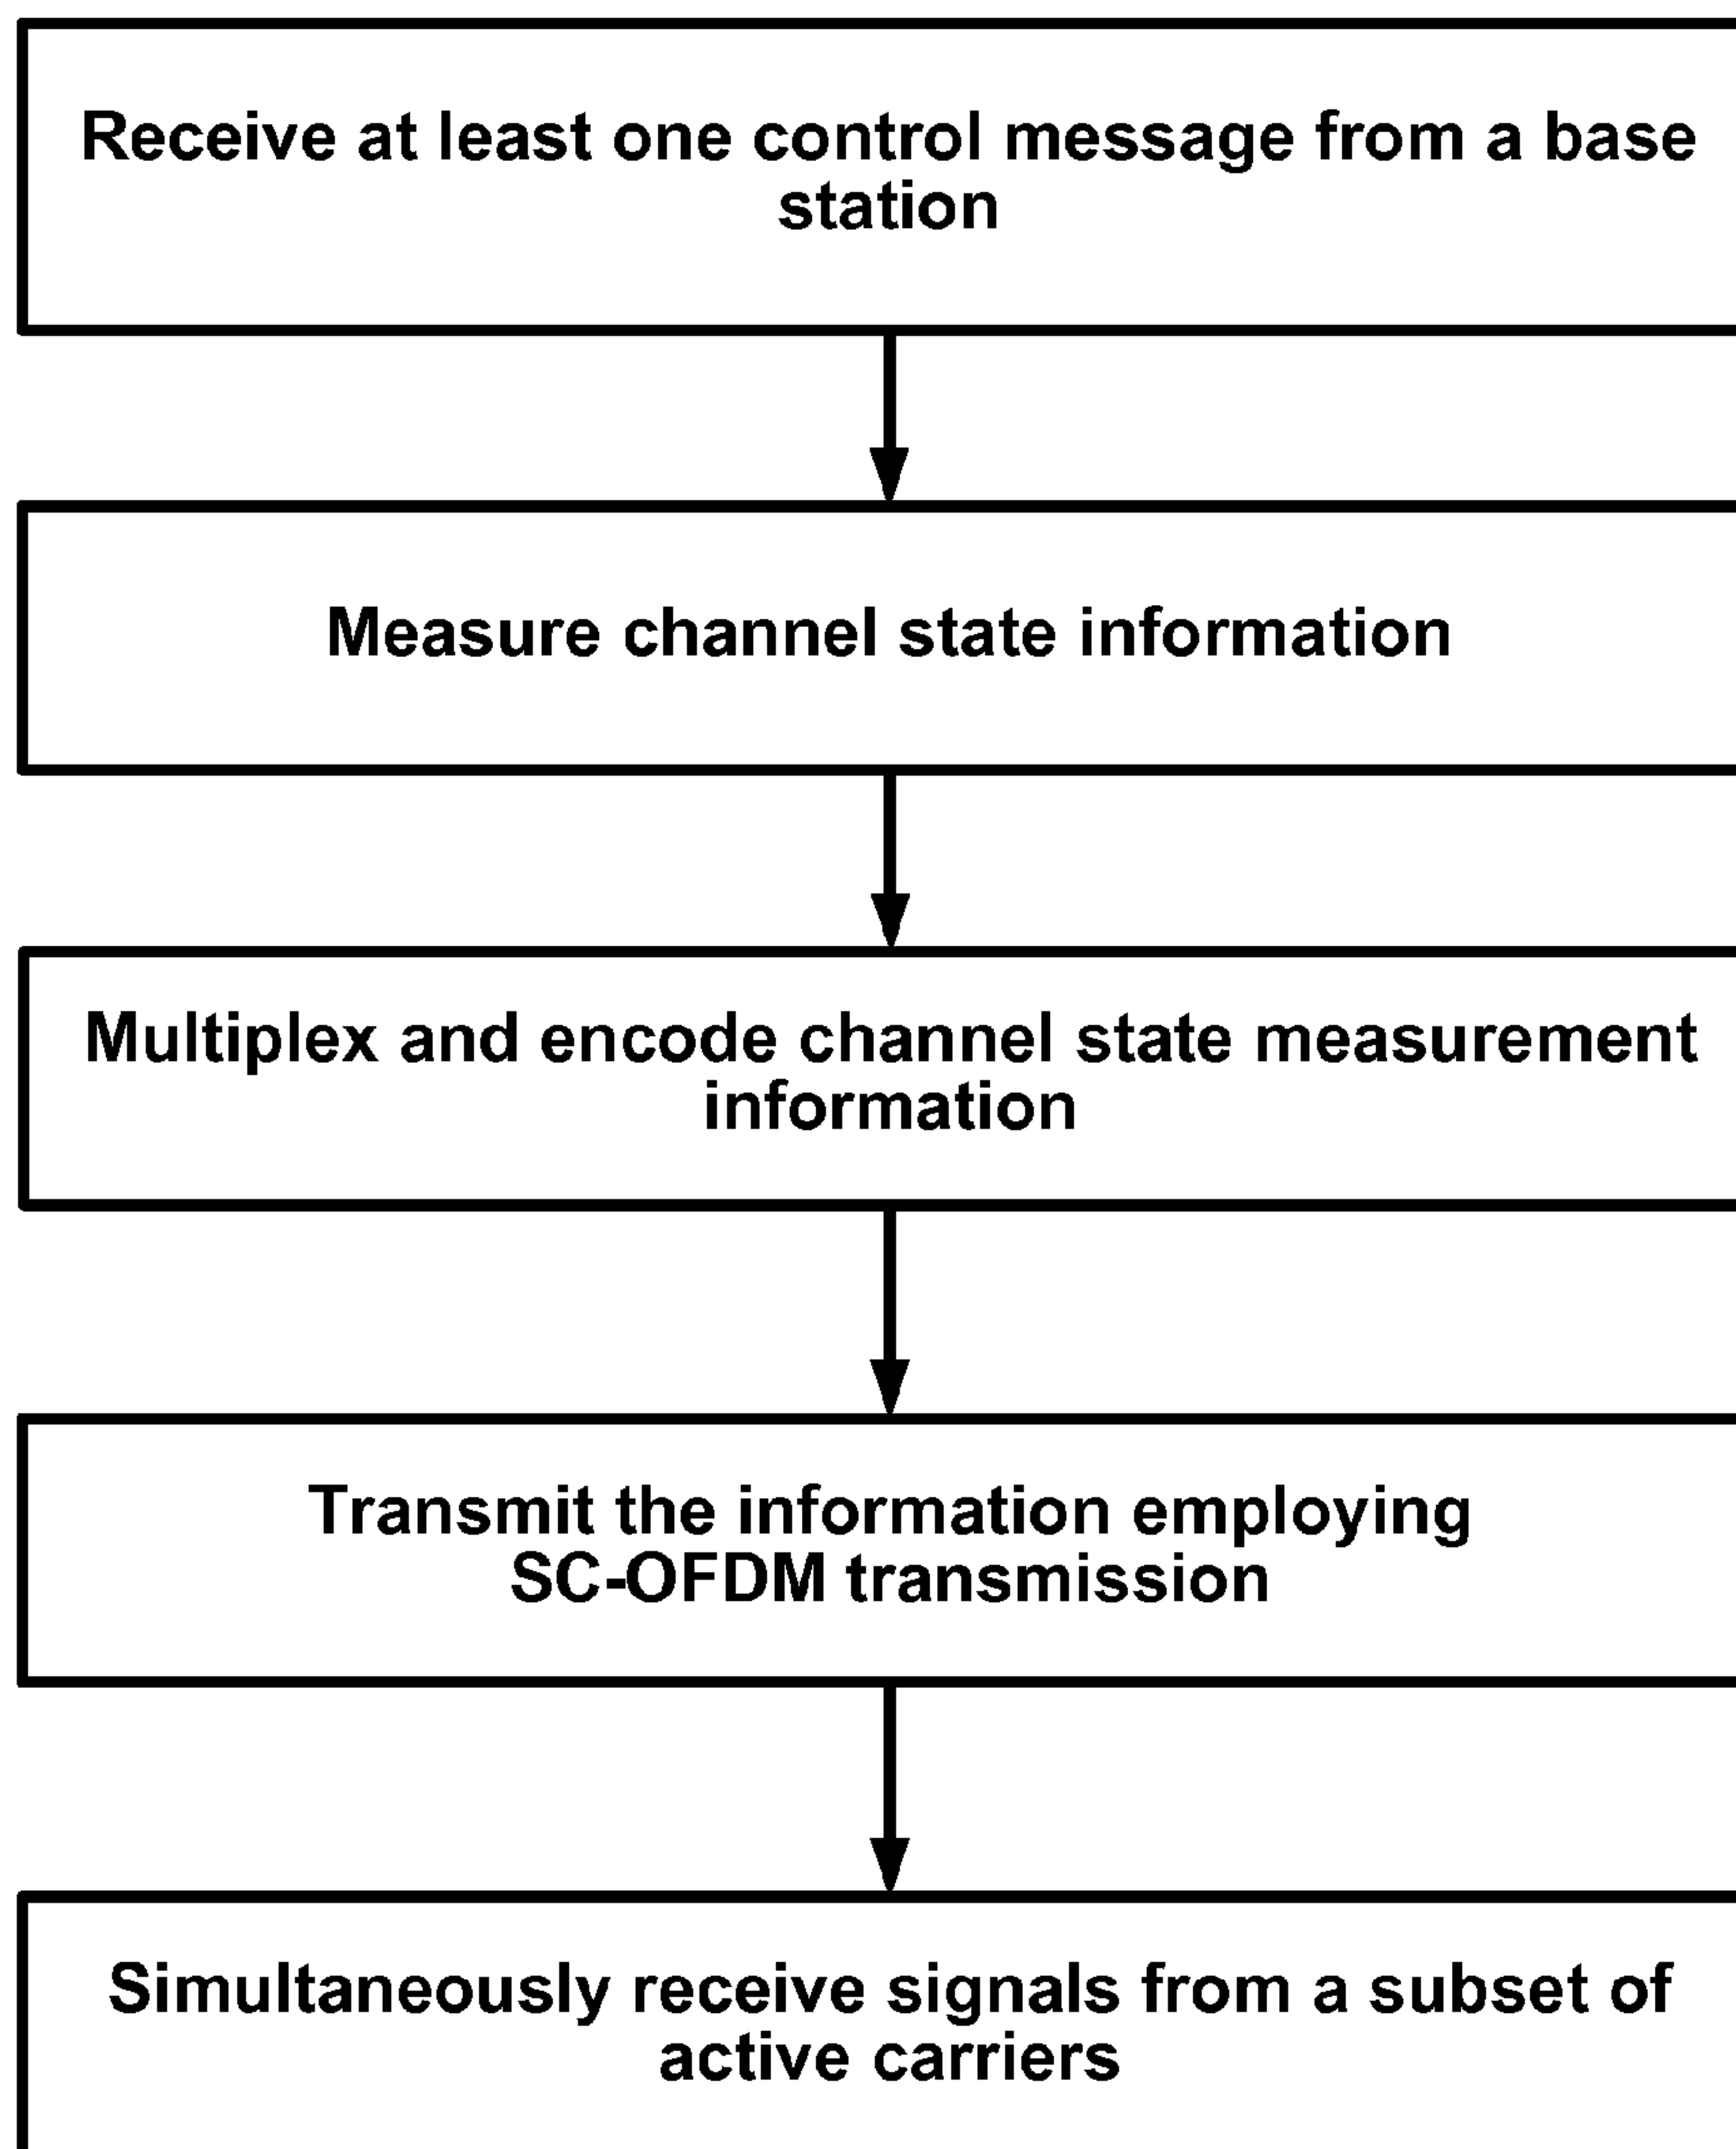 Receive at least one control message from a base
station
Measure channel state information
Multiplex and encode channel state measurement
information
Transmit the information employing
SC-OFDM transmission
Simultaneously receive signals from a subset of
active carriers